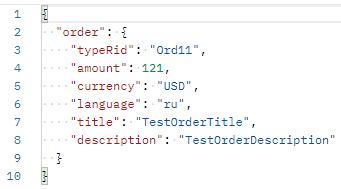 1 {
2 "order": {
3 "typeRid": "Ord11",
4 "amount": 121,
5 "currency": "USD",
6 "language": "ru",
7 "title": "TestOrderTitle",
8 "description": "TestOrderDescription"
9 }
10 }